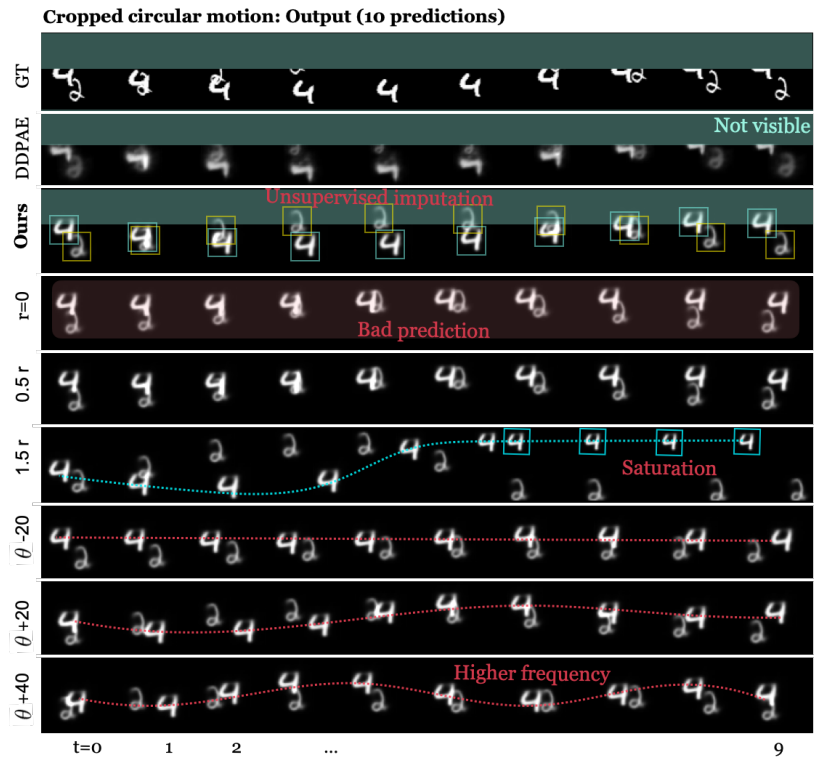 Cropped circular motion: Output (10 predictions)
GT
DDPAE
Not visible
Ours
Unsupervised imputation
r=0
Bad prediction
0.5 r
1.5 r
Saturation
θ-20
θ+20
θ+40
Higher frequency
t=0 1 2 ... 9